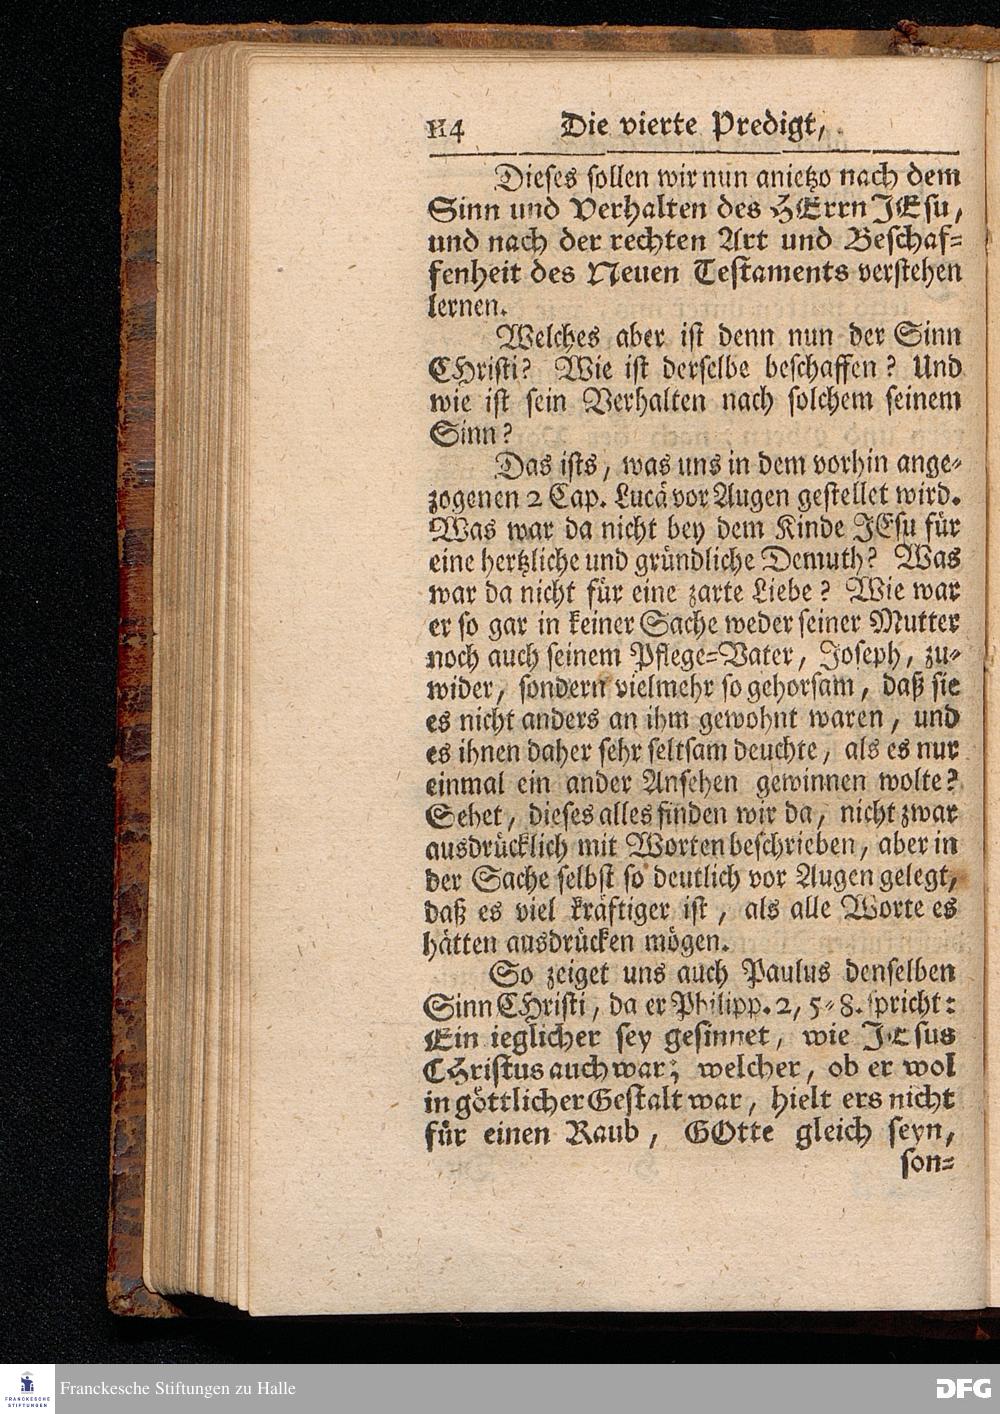 114 Die vierte Predigt,
Dieses sollen wir nun anietzo nach dem
Sinn und Verhalten des HErrn JEsu,
und nach der rechten Art und Beschaf-
fenheit des Neuen Testaments verstehen
lernen.
Welches aber ist denn nun der Sinn
CHristi? Wie ist derselbe beschaffen? Und
wie ist sein Verhalten nach solchem seinem
Sinn?
Das ists, was uns in dem vorhin ange-
zogenen 2 Cap. Lucä vor Augen gestellet wird.
Was war da nicht bey dem Kinde JEsu für
eine hertzliche und gründliche Demuth? Was
war da nicht für eine zarte Liebe? Wie war
er so gar in keiner Sache weder seiner Mutter
noch auch seinem Pflege-Vater, Joseph, zu-
wider, sondern vielmehr so gehorsam, daß sie
es nicht anders an ihm gewohnt waren, und
es ihnen daher sehr seltsam deuchte, als es nur
einmal ein ander Ansehen gewinnen wolte?
Sehet, dieses alles finden wir da, nicht zwar
ausdrücklich mit Worten beschrieben, aber in
der Sache selbst so deutlich vor Augen gelegt,
daß es viel kräftiger ist, als alle Worte es
hätten ausdrücken mögen.
So zeiget uns auch Paulus denselben
Sinn CHristi, da er Philipp. 2, 5-8. spricht:
Ein ieglicher sey gesinnet, wie JEsus
CHristus auch war; welcher, ob er wol
in göttlicher Gestalt war, hielt ers nicht
für einen Raub, GOtte gleich seyn,
son-
FRANCKESCHE
STIFTUNGEN
Franckesche Stiftungen zu Halle
DFG